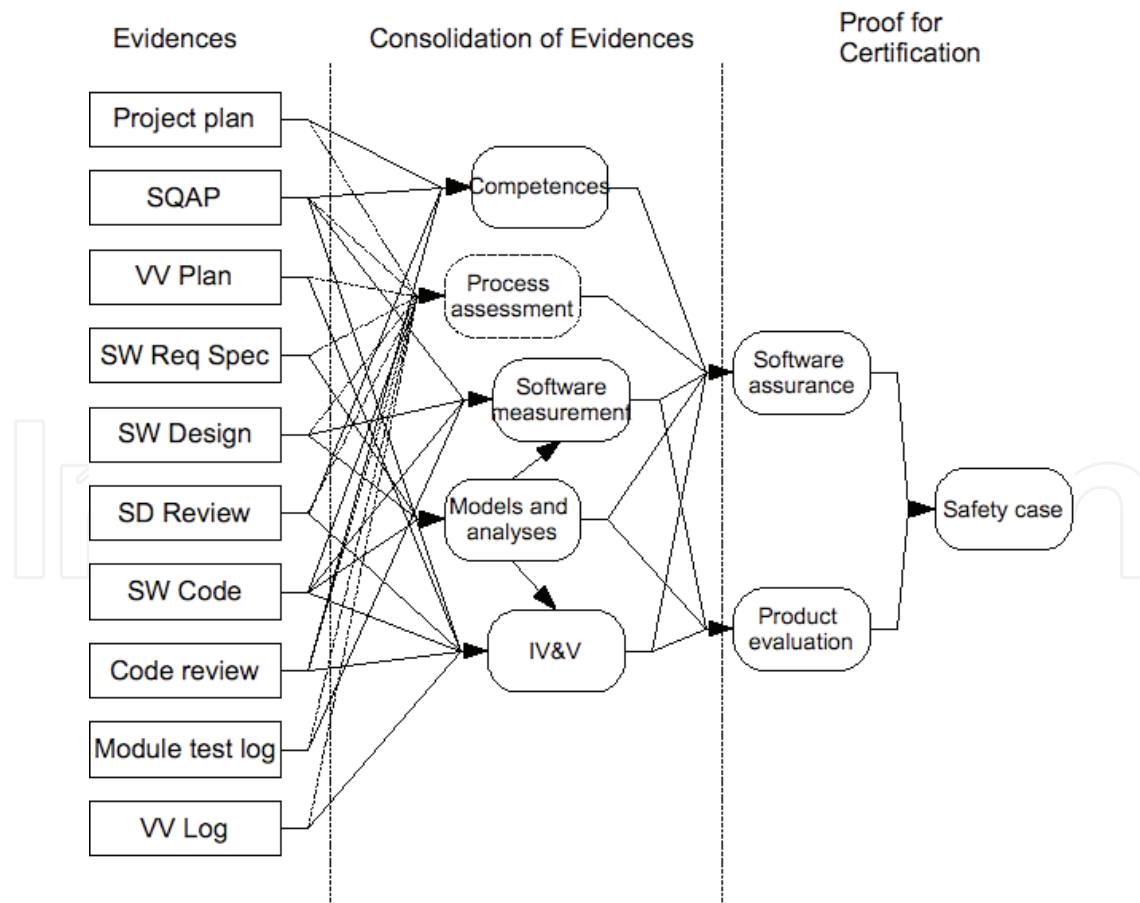 Evidences
Consolidation of Evidences
Proof for
Certification
Project plan
SQAP
VV Plan
SW Req Spec
SW Design
SD Review
SW Code
Code review
Module test log
VV Log
Competences
Process
assessment
Software
measurement
Models and
analyses
IV&V
Software
assurance
Product
evaluation
Safety case